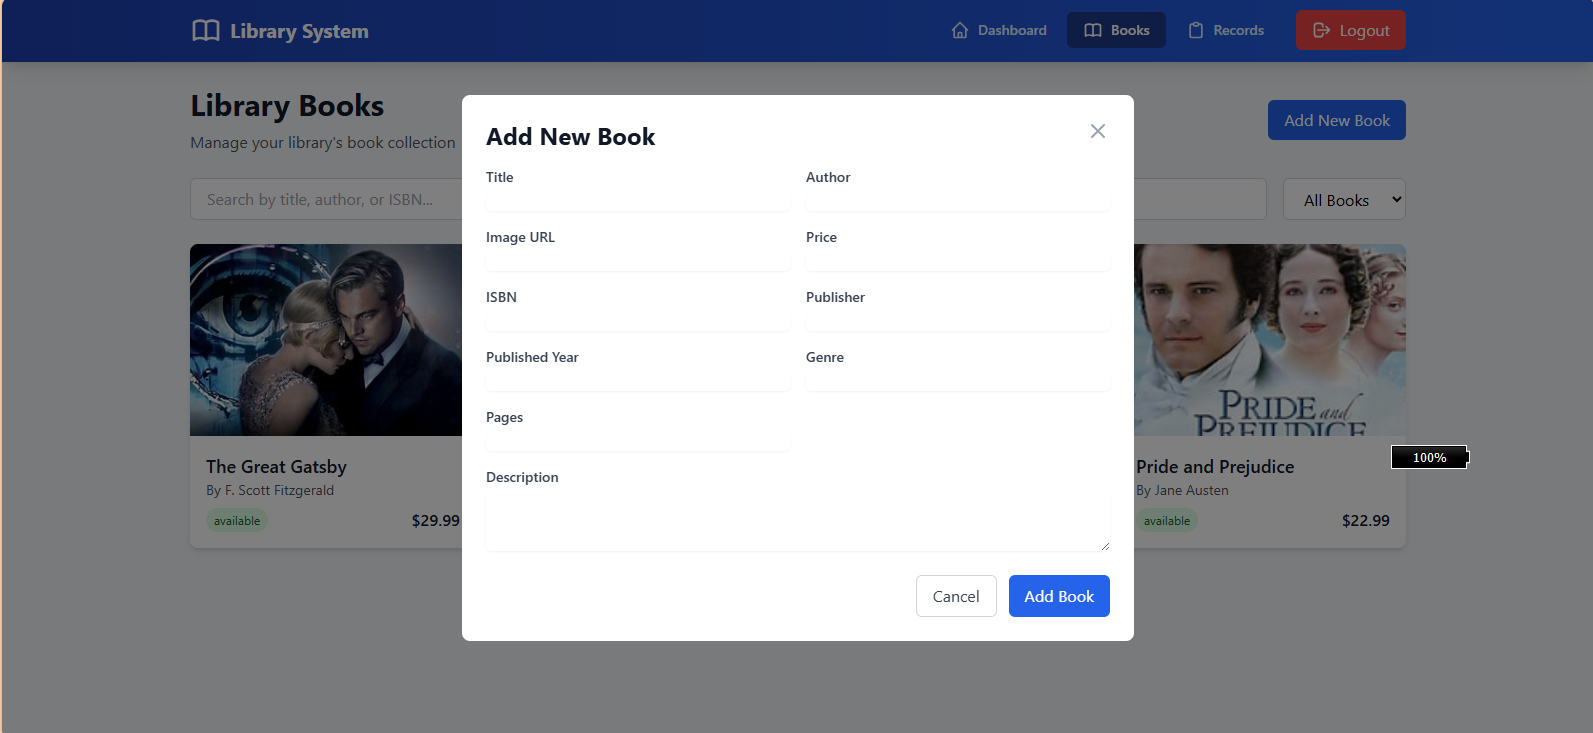 Library System
Dashboard
Books
Records
Logout
Library Books
Manage your library's book collection
Add New Book
Search by title, author, or ISBN...
All Books
Add New Book
Title
Author
Image URL
Price
ISBN
Publisher
Published Year
Genre
Pages
Description
Cancel
Add Book
The Great Gatsby
By F. Scott Fitzgerald
available
$29.99
PRIDE and
PREJUDICE
Pride and Prejudice
By Jane Austen
available
$22.99
100%